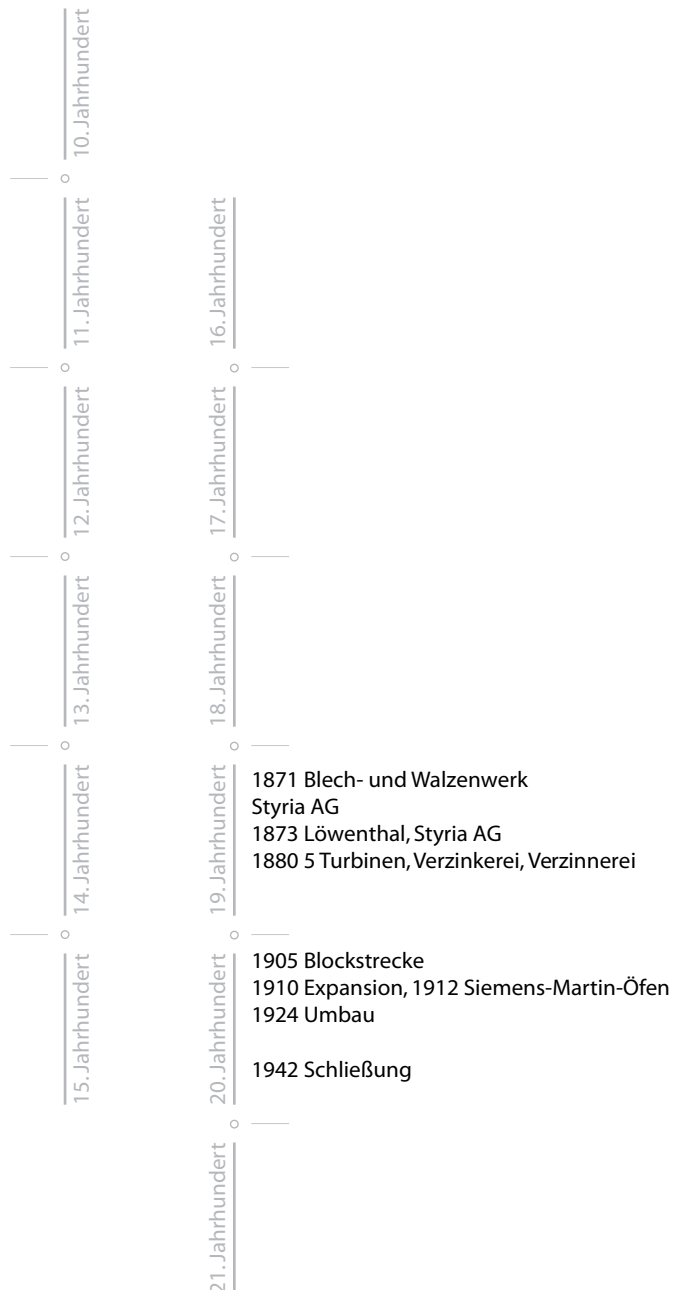 10. Jahrhundert
11. Jahrhundert
12. Jahrhundert
13. Jahrhundert
14. Jahrhundert
15. Jahrhundert
16. Jahrhundert
17. Jahrhundert
18. Jahrhundert
19. Jahrhundert
1871 Blech- und Walzenwerk
Styria AG
1873 Löwenthal, Styria AG
1880 5 Turbinen, Verzinkerei, Verzinnerei
20. Jahrhundert
1905 Blockstrecke
1910 Expansion, 1912 Siemens-Martin-Öfen
1924 Umbau
1942 Schließung
21. Jahrhundert